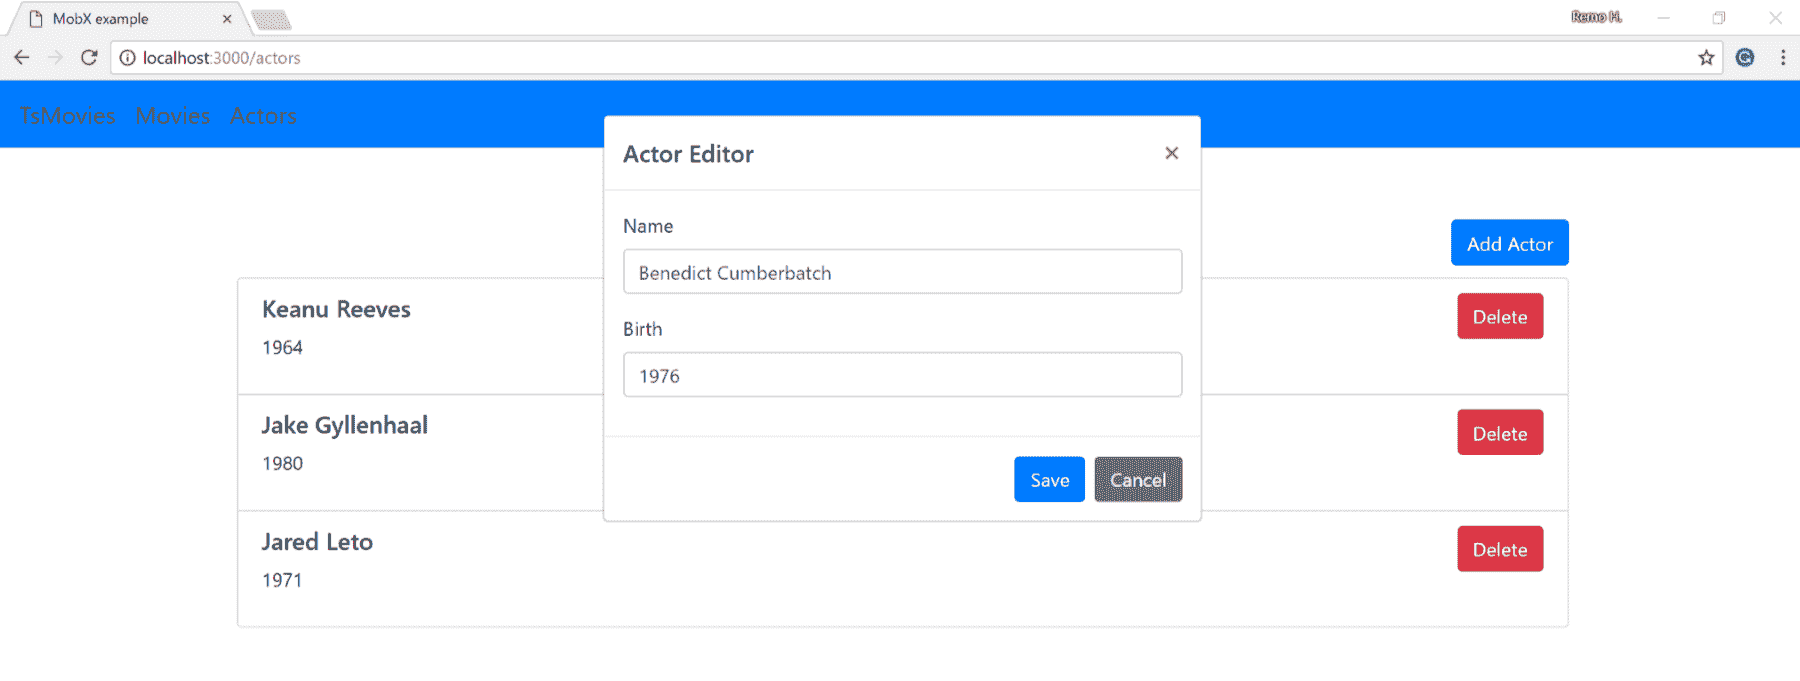 MobX example
Remo H.
localhost:3000/actors
TsMovies Movies Actors
Actor Editor
Name
Benedict Cumberbatch
Birth
1976
Save Cancel
Add Actor
Keanu Reeves
1964
Delete
Jake Gyllenhaal
1980
Delete
Jared Leto
1971
Delete